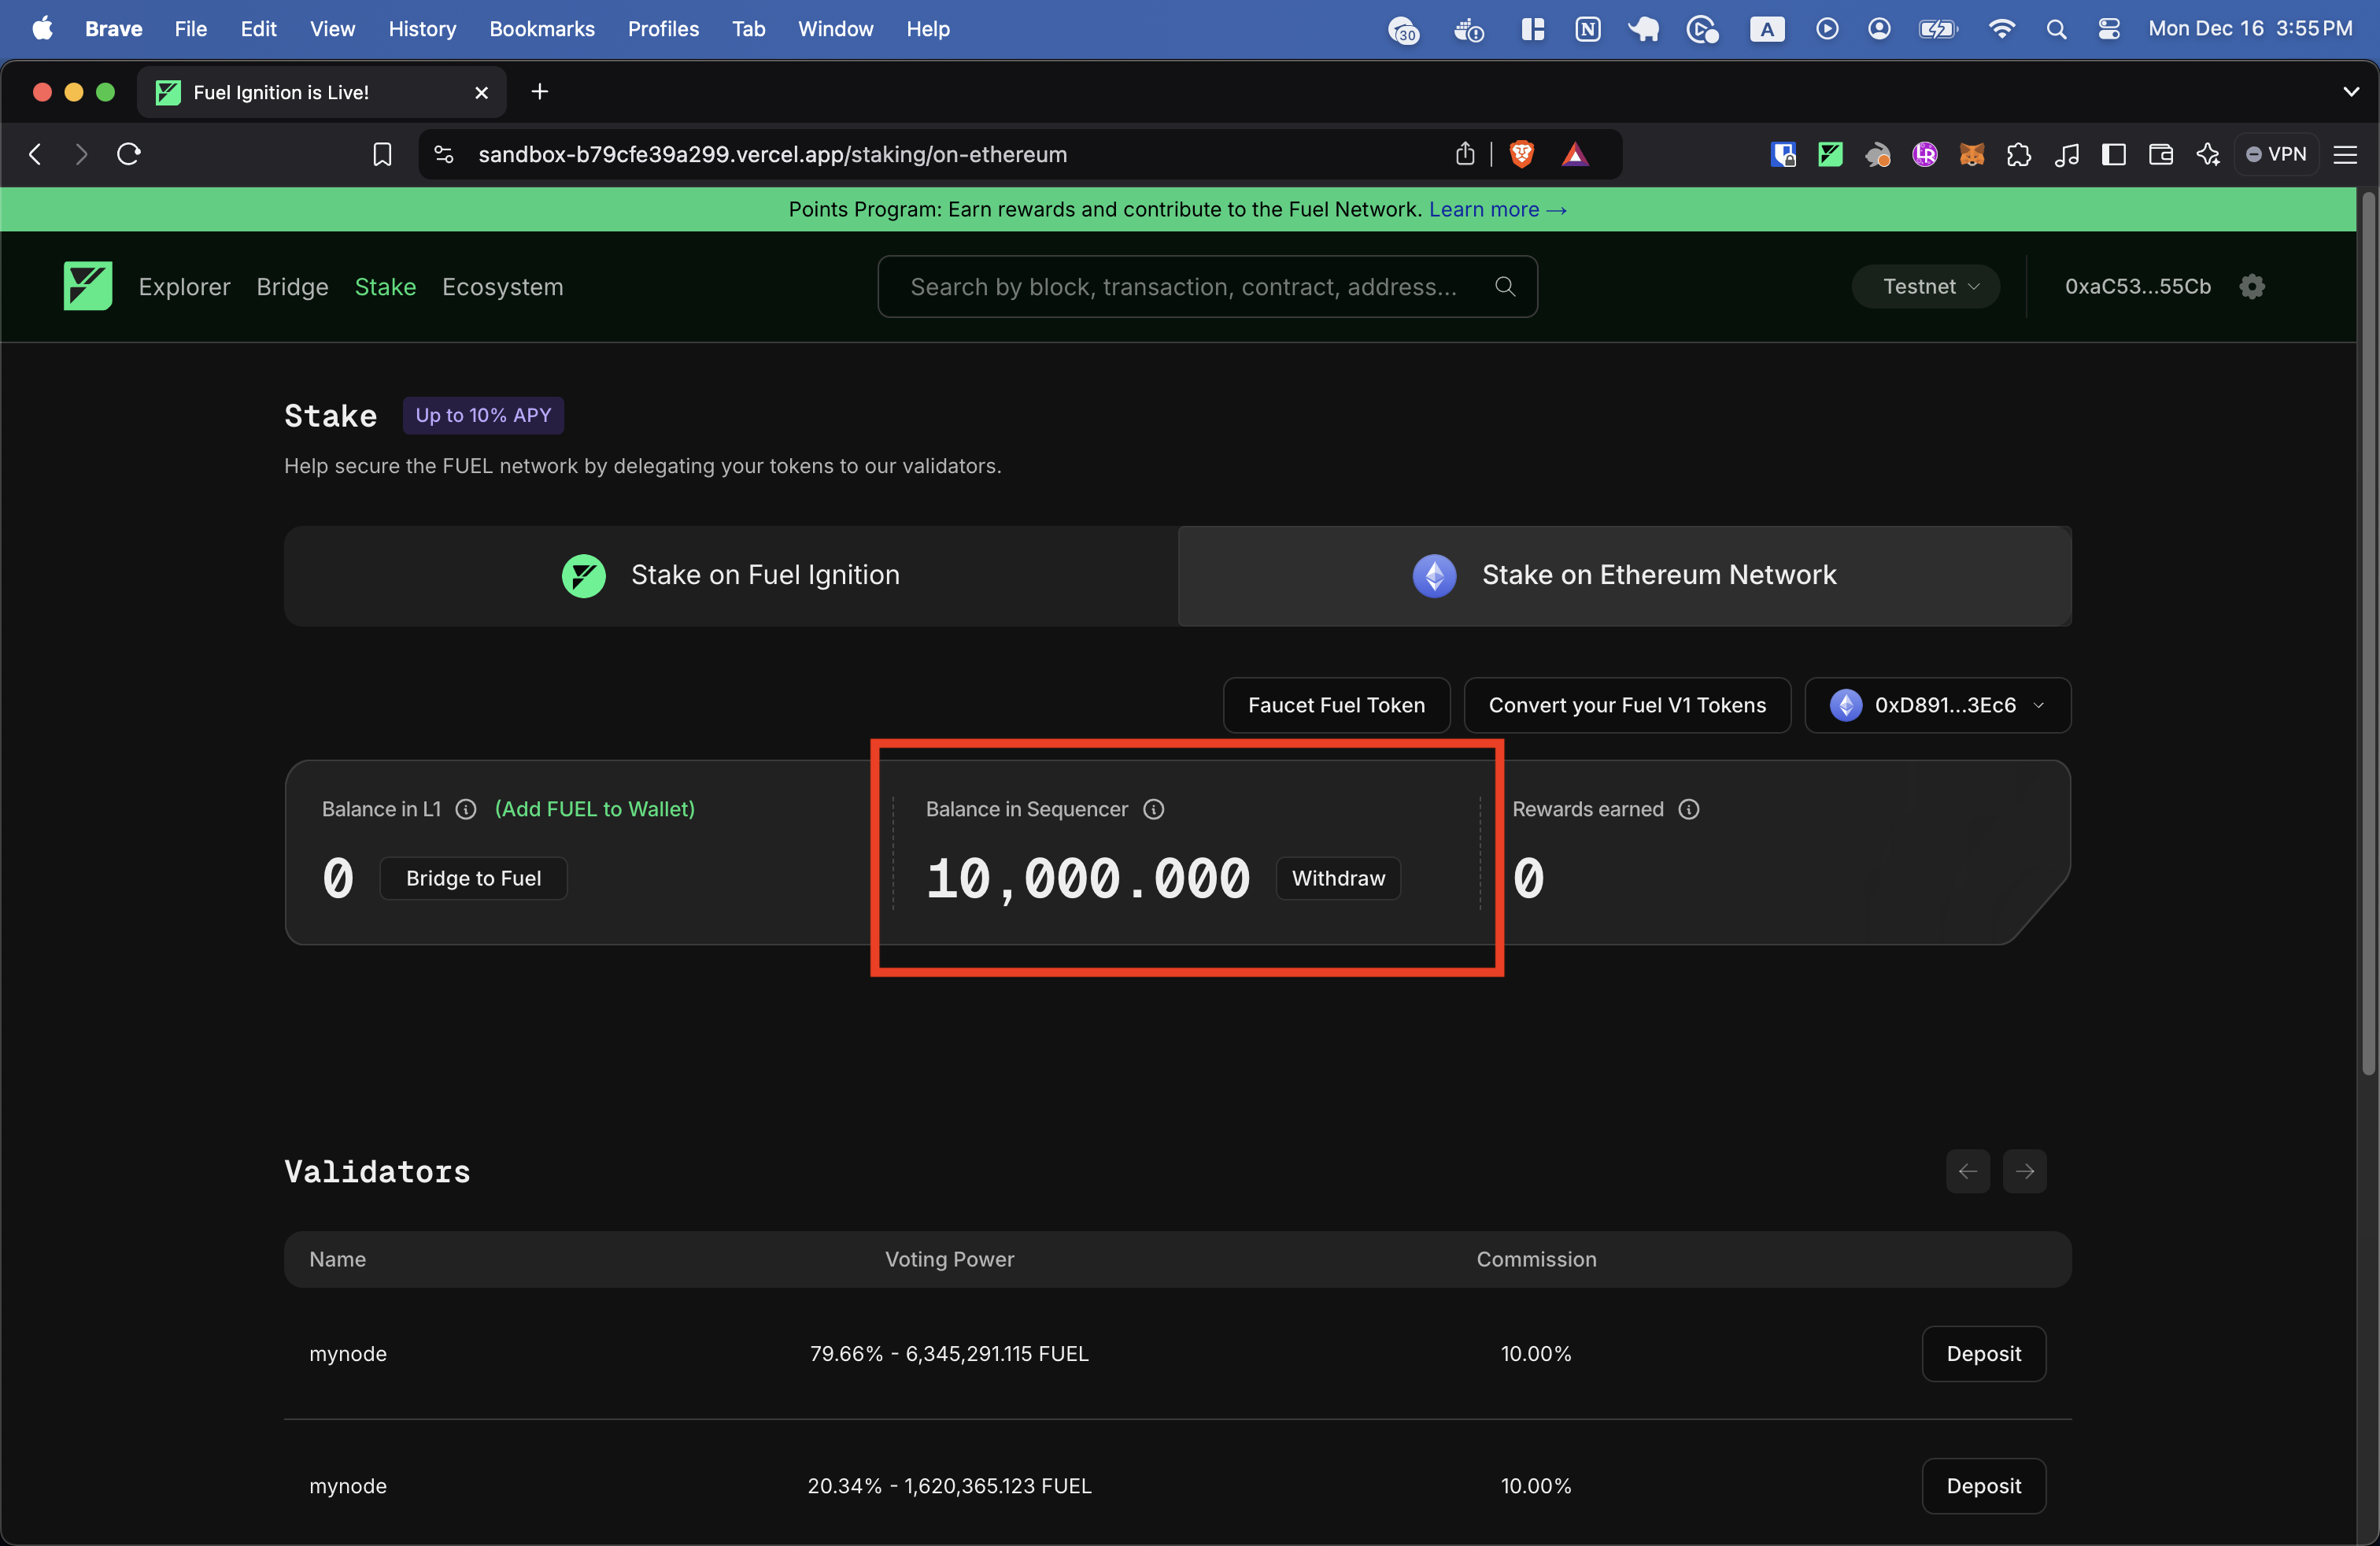 Brave File Edit View History Bookmarks Profiles Tab Window Help 30 N A Mon Dec 16 3:55 PM
Fuel Ignition is Live!
sandbox-b79cfe39a299.vercel.app/staking/on-ethereum LR VPN
Points Program: Earn rewards and contribute to the Fuel Network. Learn more →
Explorer Bridge Stake Ecosystem Search by block, transaction, contract, address... Testnet 0xaC53...55Cb
Stake Up to 10% APY
Help secure the FUEL network by delegating your tokens to our validators.
Stake on Fuel Ignition Stake on Ethereum Network
Faucet Fuel Token Convert your Fuel V1 Tokens 0xD891...3Ec6
Balance in L1 (Add FUEL to Wallet) Balance in Sequencer Rewards earned
0 Bridge to Fuel 10,000.000 Withdraw 0
Validators
Name Voting Power Commission
mynode 79.66% - 6,345,291.115 FUEL 10.00% Deposit
mynode 20.34% - 1,620,365.123 FUEL 10.00% Deposit